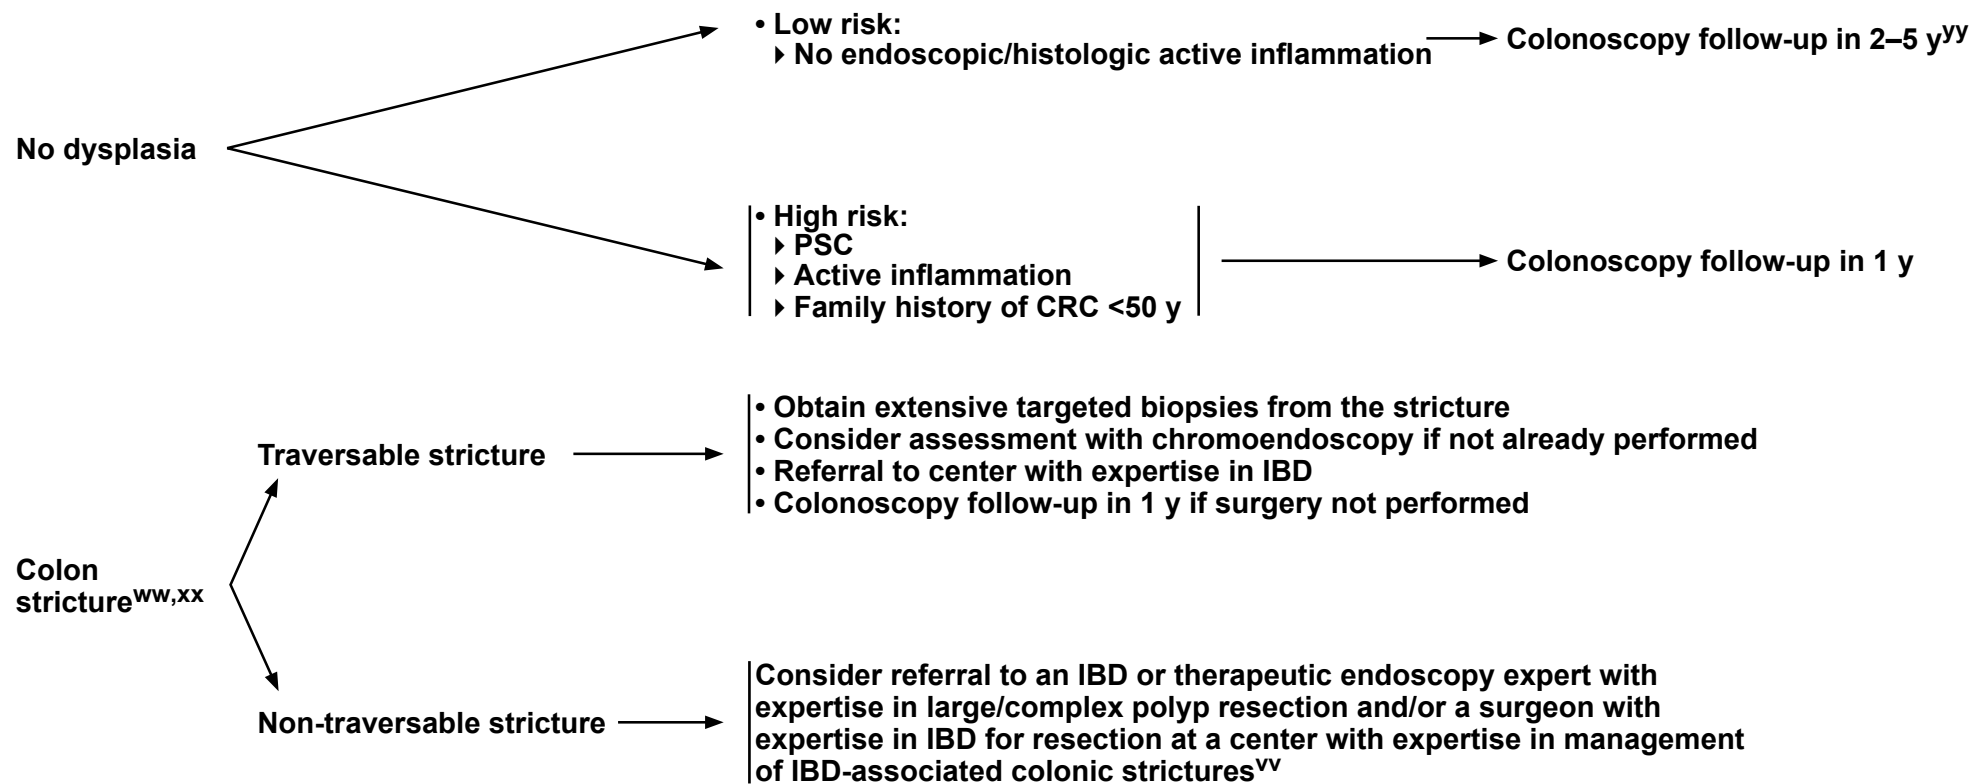 • Low risk:
▸ No endoscopic/histologic active inflammation
Colonoscopy follow-up in 2–5 y^yy
No dysplasia
• High risk:
▸ PSC
▸ Active inflammation
▸ Family history of CRC <50 y
Colonoscopy follow-up in 1 y
Colon
stricture^ww,xx
Traversable stricture
• Obtain extensive targeted biopsies from the stricture
• Consider assessment with chromoendoscopy if not already performed
• Referral to center with expertise in IBD
• Colonoscopy follow-up in 1 y if surgery not performed
Non-traversable stricture
Consider referral to an IBD or therapeutic endoscopy expert with
expertise in large/complex polyp resection and/or a surgeon with
expertise in IBD for resection at a center with expertise in management
of IBD-associated colonic strictures^vv